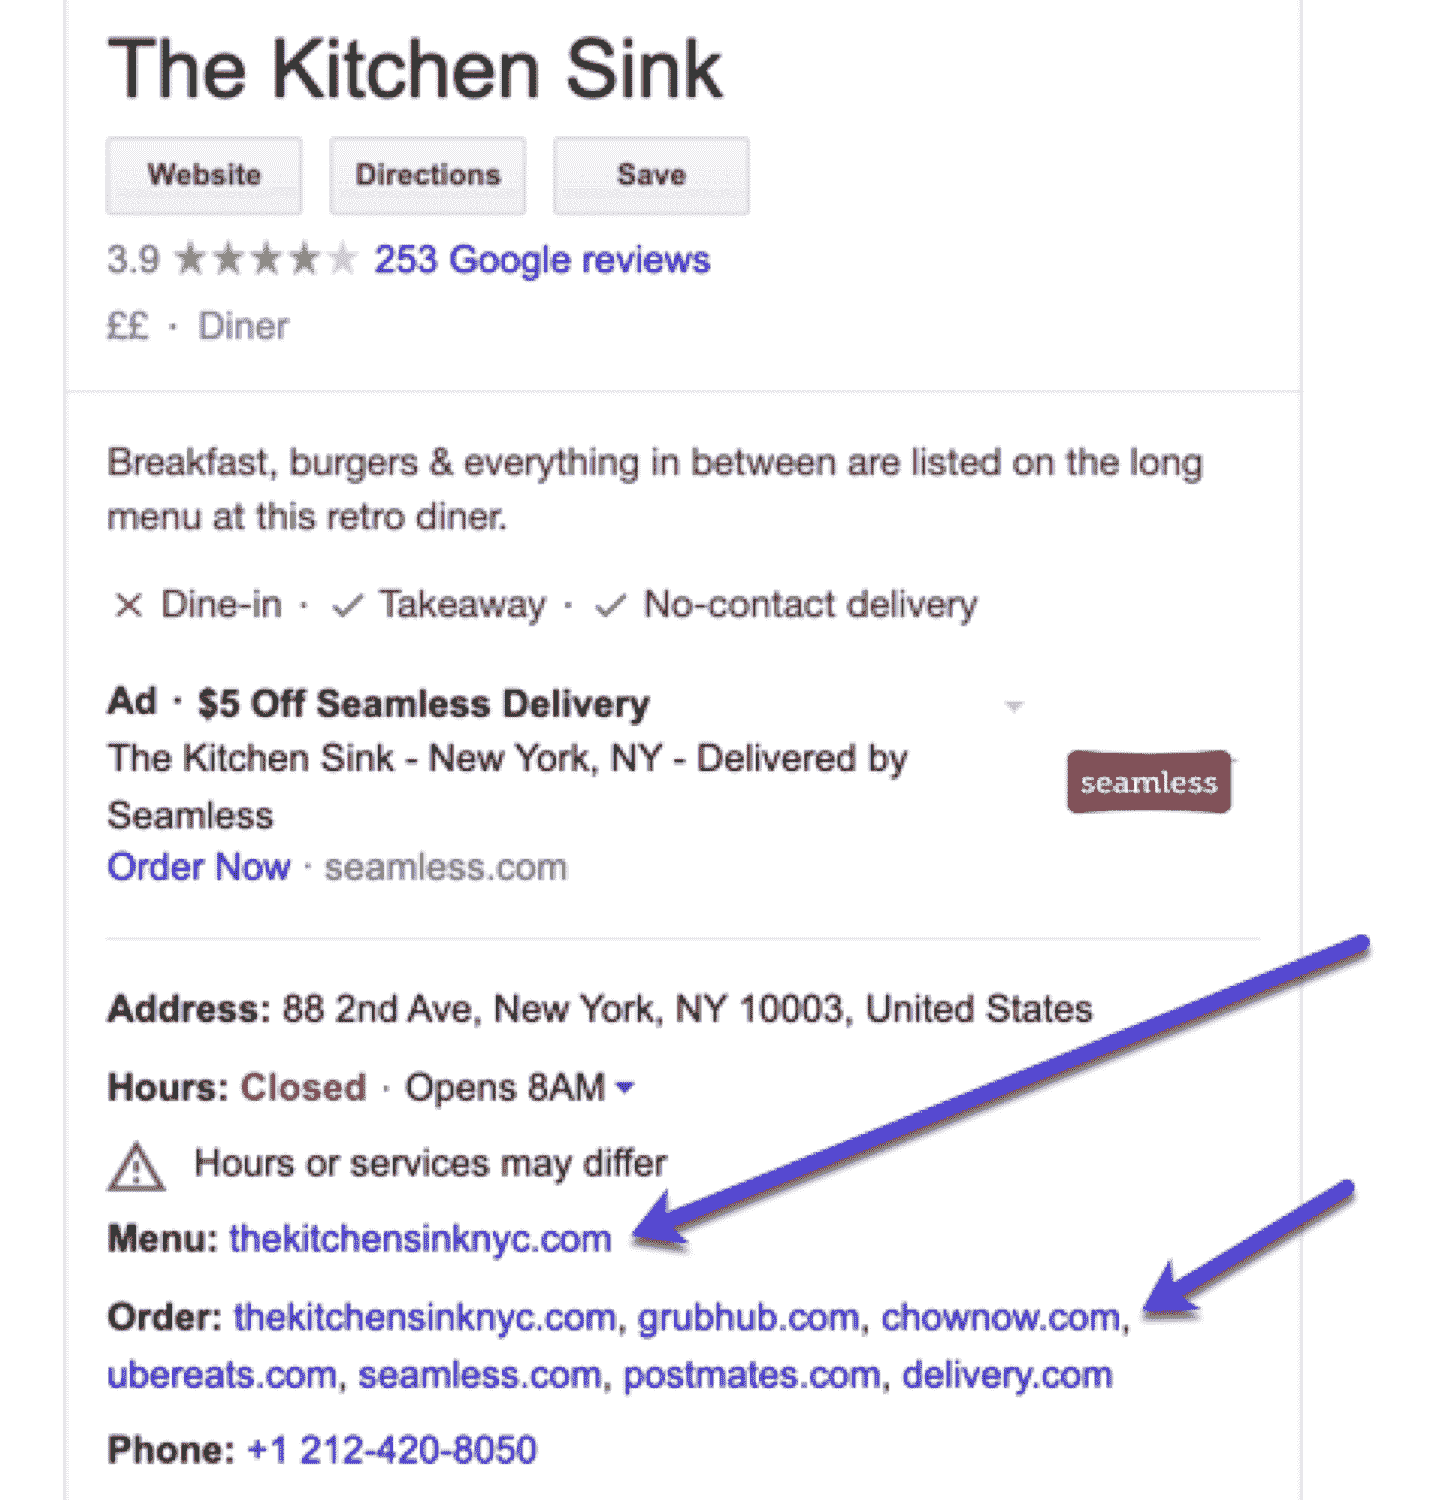 The Kitchen Sink
Website Directions Save
3.9 ★★★★★ 253 Google reviews
££ · Diner
Breakfast, burgers & everything in between are listed on the long
menu at this retro diner.
× Dine-in · ✓ Takeaway · ✓ No-contact delivery
Ad · $5 Off Seamless Delivery
The Kitchen Sink - New York, NY - Delivered by
Seamless
seamless
Order Now · seamless.com
Address: 88 2nd Ave, New York, NY 10003, United States
Hours: Closed · Opens 8AM
Hours or services may differ
Menu: thekitchensinknyc.com
Order: thekitchensinknyc.com, grubhub.com, chownow.com,
ubereats.com, seamless.com, postmates.com, delivery.com
Phone: +1 212-420-8050